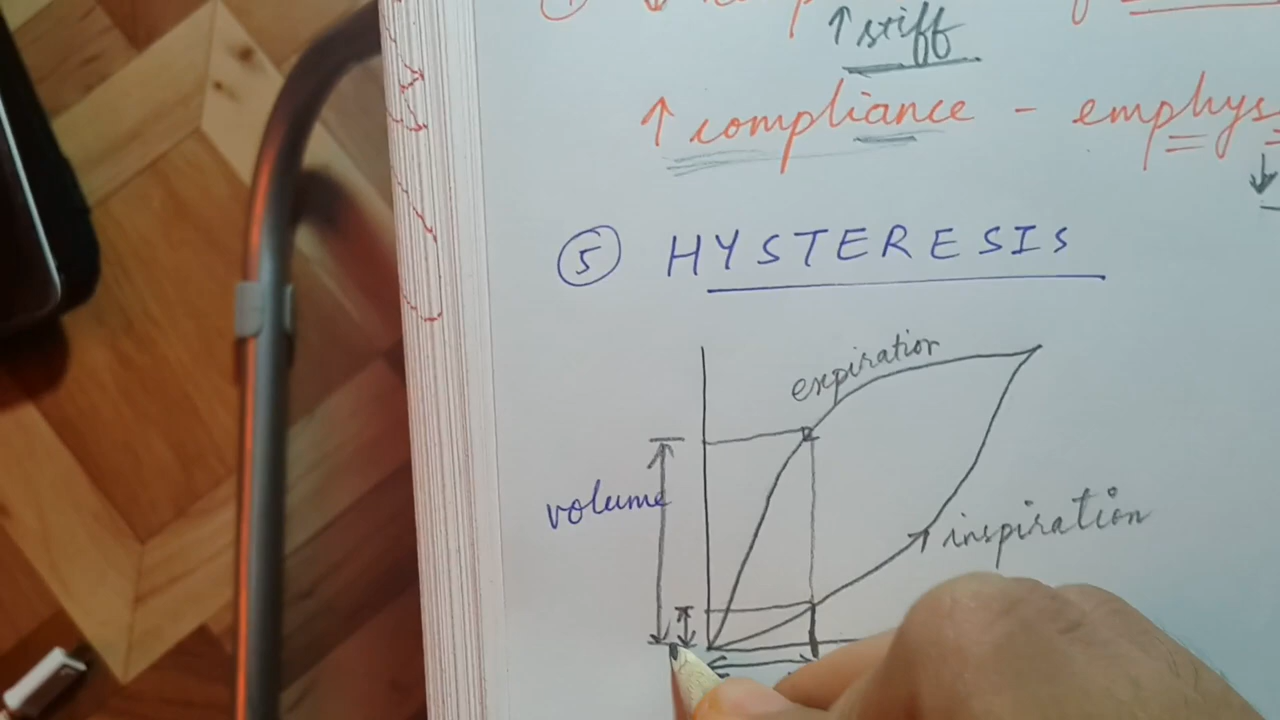 ↑ stiff
↑ compliance - emphys
↓
⑤ HYSTERESIS
expiration
volume
inspiration